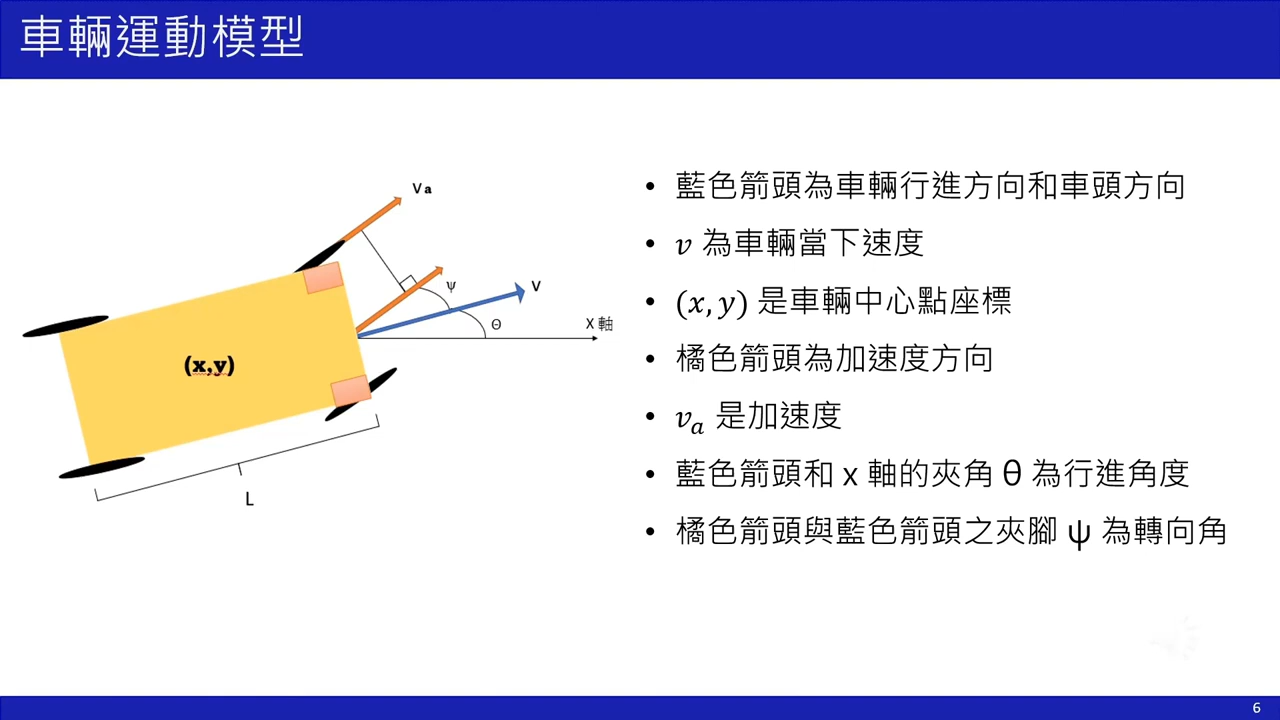 車輛運動模型
Va
ψ
V
Θ
X 軸
(x,y)
L
• 藍色箭頭為車輛行進方向和車頭方向
• v 為車輛當下速度
• (x, y) 是車輛中心點座標
• 橘色箭頭為加速度方向
• vₐ 是加速度
• 藍色箭頭和 x 軸的夾角 θ 為行進角度
• 橘色箭頭與藍色箭頭之夾腳 ψ 為轉向角
6